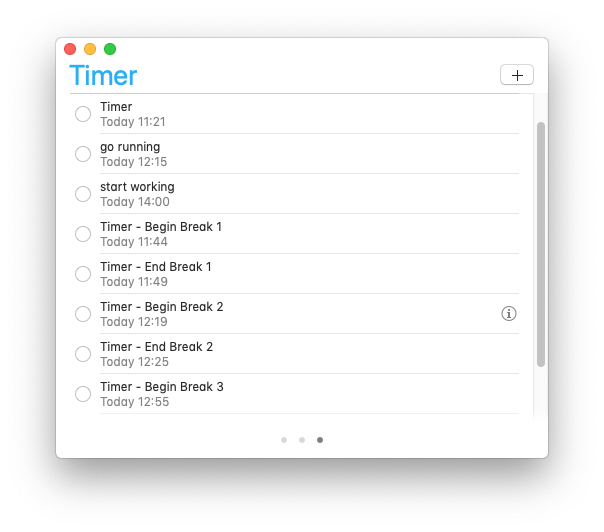 Timer
Timer
Today 11:21
go running
Today 12:15
start working
Today 14:00
Timer - Begin Break 1
Today 11:44
Timer - End Break 1
Today 11:49
Timer - Begin Break 2
Today 12:19
Timer - End Break 2
Today 12:25
Timer - Begin Break 3
Today 12:55